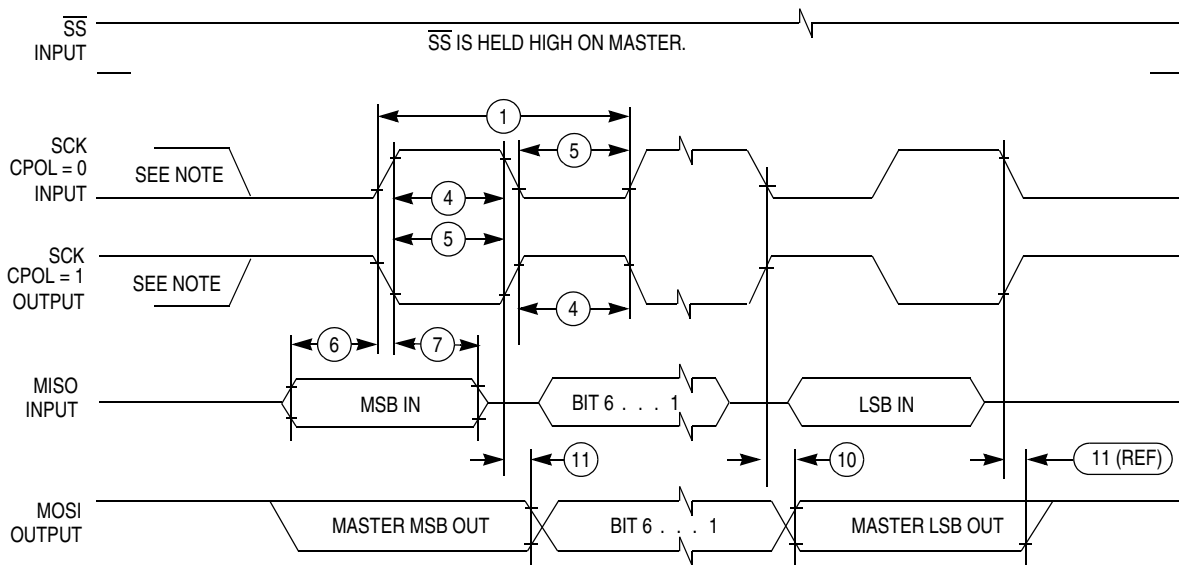 SS
INPUT
SS IS HELD HIGH ON MASTER.
1
SCK
CPOL = 0
INPUT
SEE NOTE
5
4
5
SCK
CPOL = 1
OUTPUT
SEE NOTE
4
6
7
MISO
INPUT
MSB IN
BIT 6 . . . 1
LSB IN
11
10
11 (REF)
MOSI
OUTPUT
MASTER MSB OUT
BIT 6 . . . 1
MASTER LSB OUT